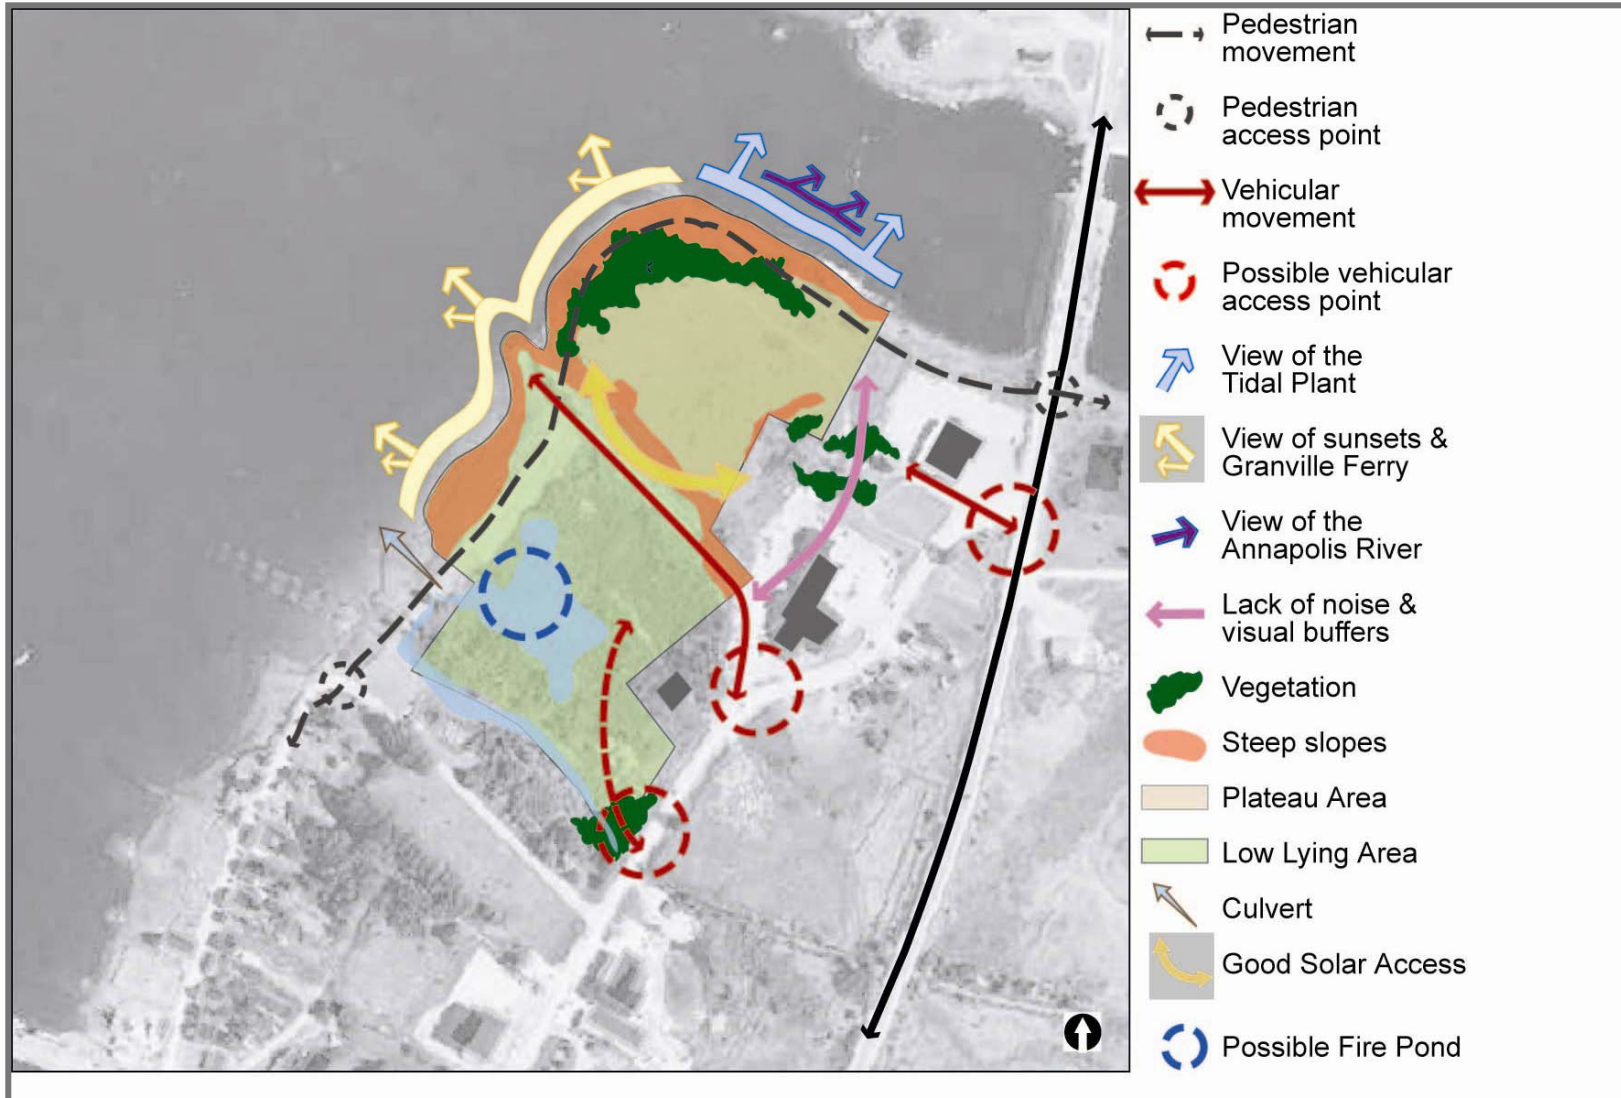 Pedestrian
movement
Pedestrian
access point
Vehicular
movement
Possible vehicular
access point
View of the
Tidal Plant
View of sunsets &
Granville Ferry
View of the
Annapolis River
Lack of noise &
visual buffers
Vegetation
Steep slopes
Plateau Area
Low Lying Area
Culvert
Good Solar Access
Possible Fire Pond